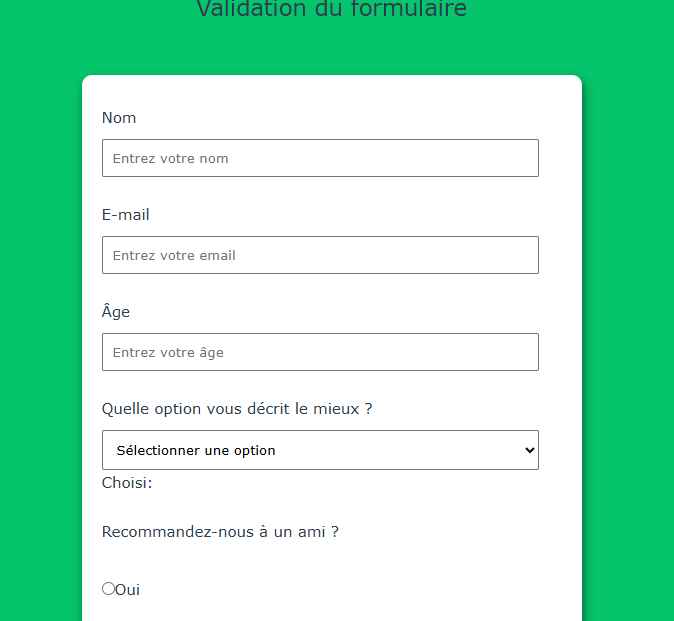 Validation du formulaire
Nom
Entrez votre nom
E-mail
Entrez votre email
Âge
Entrez votre âge
Quelle option vous décrit le mieux ?
Sélectionner une option
Choisi:
Recommandez-nous à un ami ?
Oui